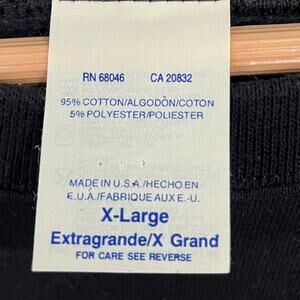 RN 68046 CA 20832
95% COTTON/ALGODÓN/COTON
5% POLYESTER/POLIESTER
MADE IN U.S.A./HECHO EN
E.U.A./FABRIQUE AUX E.-U.
X-Large
Extragrande/X Grand
FOR CARE SEE REVERSE